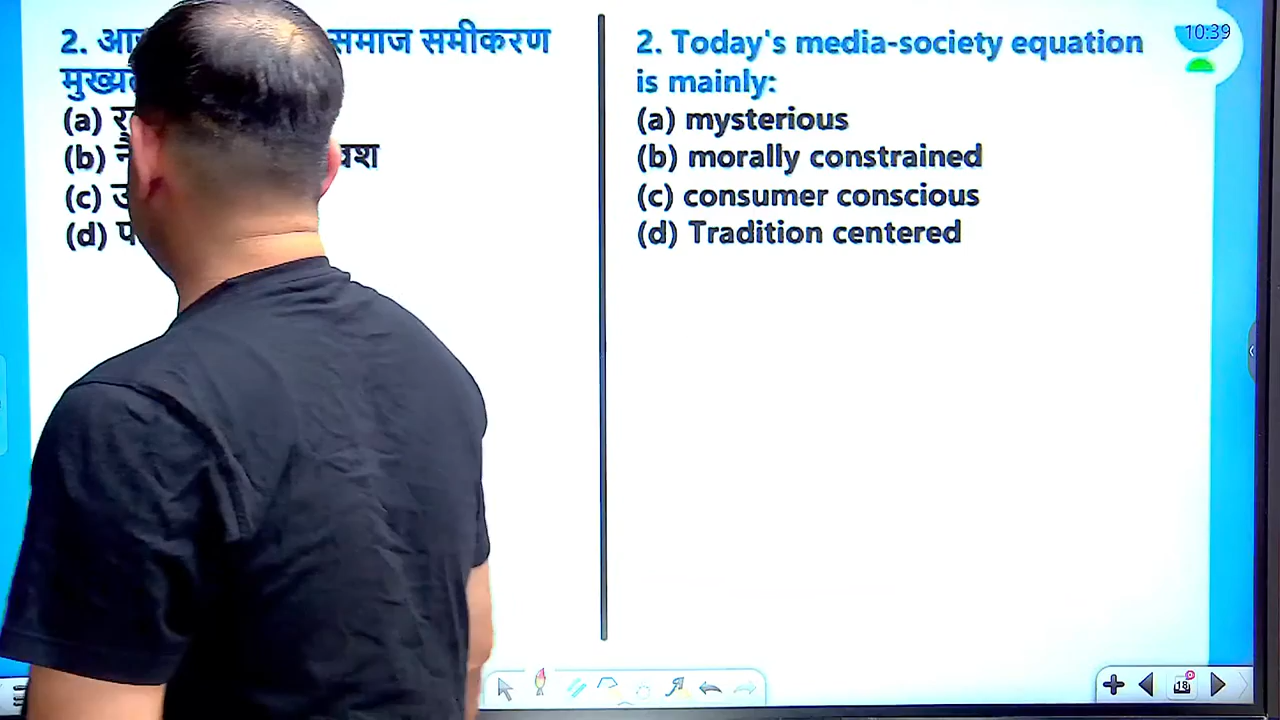 2. समाज समीकरण
(a)
(b)
(c)
(d)
2. Today's media-society equation
is mainly:
(a) mysterious
(b) morally constrained
(c) consumer conscious
(d) Tradition centered
10:39
18